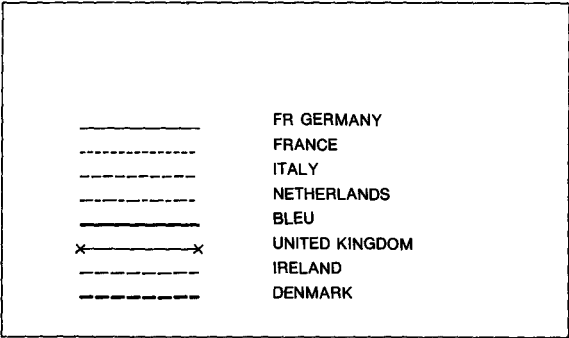 FR GERMANY
FRANCE
ITALY
NETHERLANDS
BLEU
UNITED KINGDOM
IRELAND
DENMARK